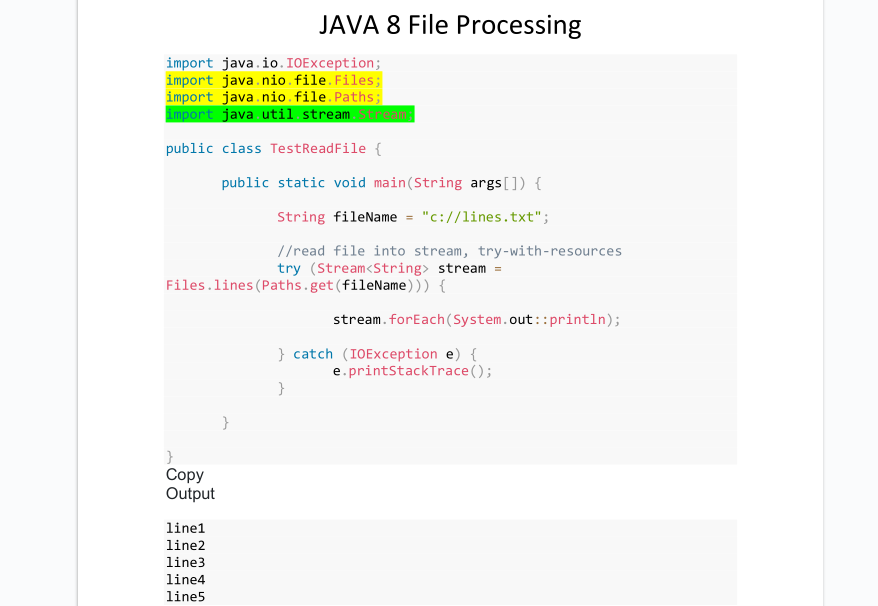 JAVA 8 File Processing
import java.io.IOException;
import java.nio.file.Files;
import java.nio.file.Paths;
import java util stream Stream;
public class TestReadFile {
public static void main(String args[]) {
String fileName = "c://lines.txt";
//read file into stream, try-with-resources
try (Stream<String> stream =
Files.lines(Paths.get(fileName))) {
stream.forEach(System.out::println);
} catch (IOException e) {
e.printStackTrace();
}
}
}
Copy
Output
line1
line2
line3
line4
line5